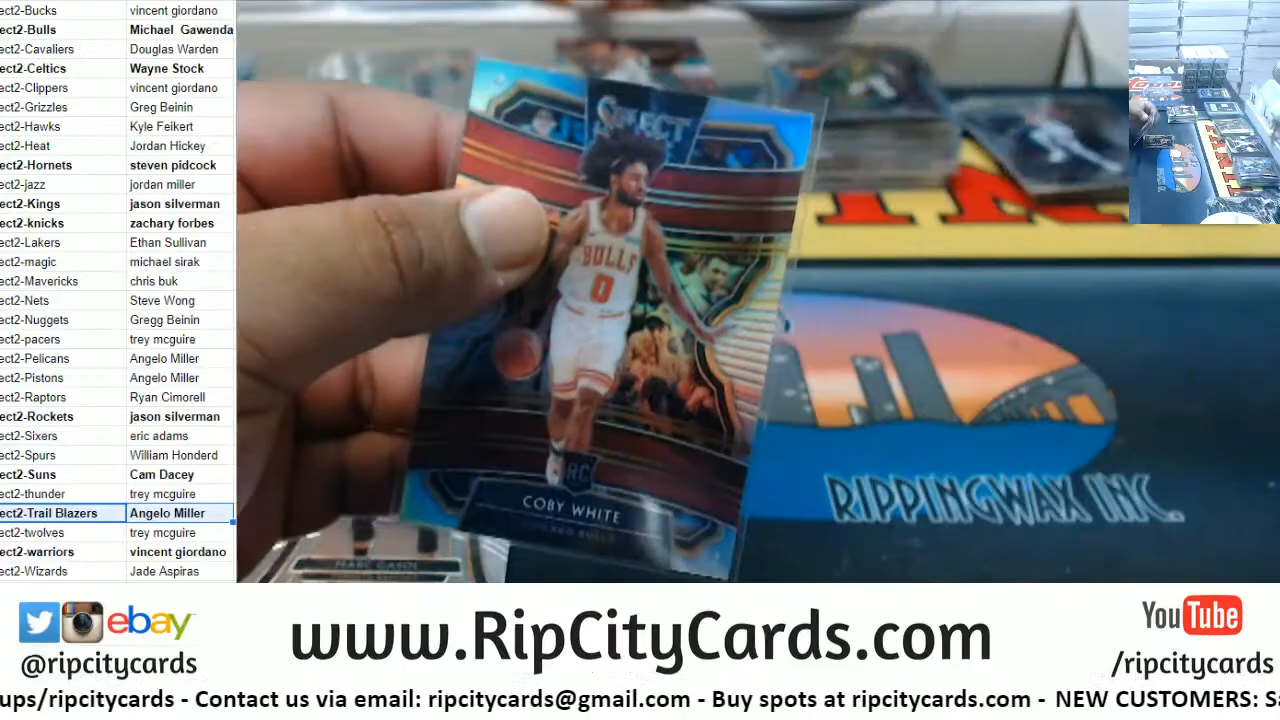 ect2-Bucks vincent giordano
ect2-Bulls Michael Gawenda
ect2-Cavaliers Douglas Warden
ect2-Celtics Wayne Stock
ect2-Clippers vincent giordano
ect2-Grizzles Greg Beinin
ect2-Hawks Kyle Feikert
ect2-Heat Jordan Hickey
ect2-Hornets steven pidcock
ect2-jazz jordan miller
ect2-Kings jason silverman
ect2-knicks zachary forbes
ect2-Lakers Ethan Sullivan
ect2-magic michael sirak
ect2-Mavericks chris buk
ect2-Nets Steve Wong
ect2-Nuggets Gregg Beinin
ect2-pacers trey mcguire
ect2-Pelicans Angelo Miller
ect2-Pistons Angelo Miller
ect2-Raptors Ryan Cimorell
ect2-Rockets jason silverman
ect2-Sixers eric adams
ect2-Spurs William Honderd
ect2-Suns Cam Dacey
ect2-thunder trey mcguire
ect2-Trail Blazers Angelo Miller
ect2-twolves trey mcguire
ect2-warriors vincent giordano
ect2-Wizards Jade Aspiras
SELECT
BULLS
0
RC
COBY WHITE
CHICAGO BULLS
MARC GASOL
RIPPINGWAX INC.
ebay
@ripcitycards
www.RipCityCards.com
YouTube
/ripcitycards
ups/ripcitycards - Contact us via email: ripcitycards@gmail.com - Buy spots at ripcitycards.com - NEW CUSTOMERS: Sa